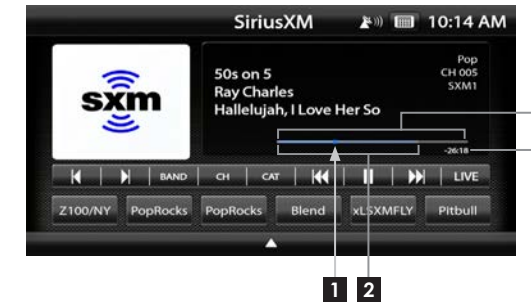 SiriusXM 10:14 AM
sxm
Pop
CH 005
SXM1
50s on 5
Ray Charles
Hallelujah, I Love Her So
-26:18
BAND CH CAT LIVE
Z100/NY PopRocks PopRocks Blend xLSXMFLY Pitbull
1 2